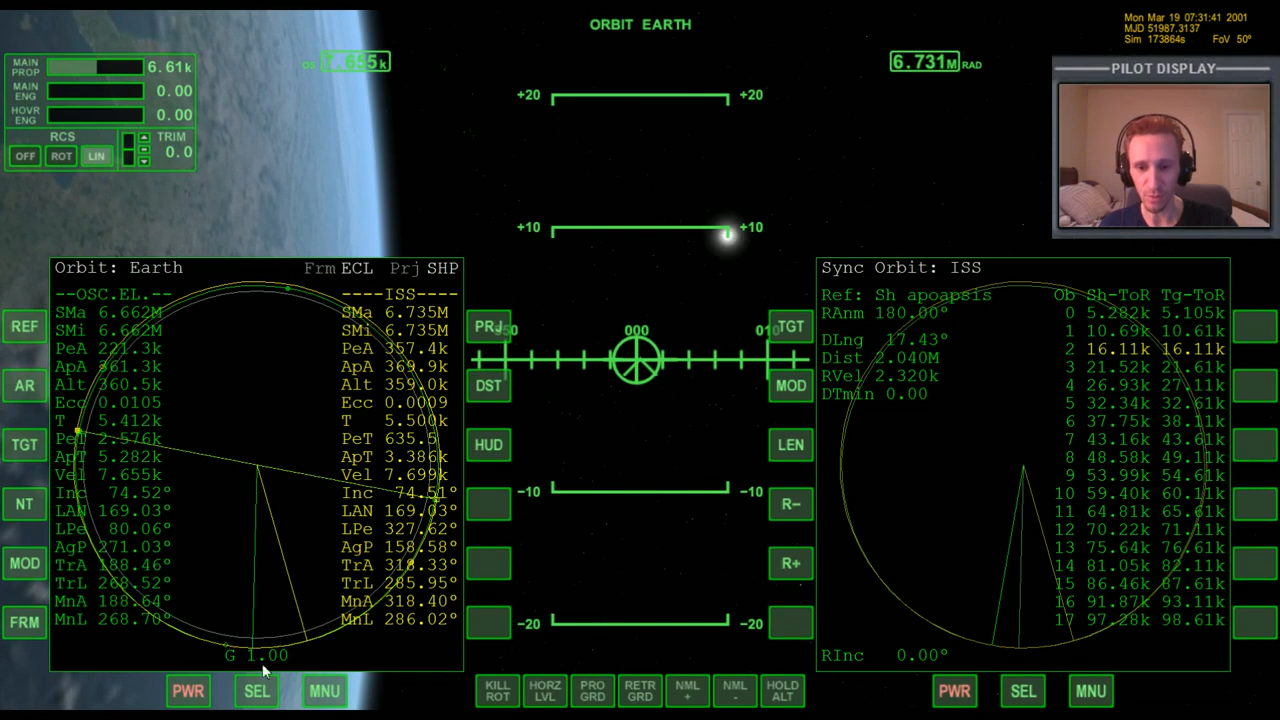 ORBIT EARTH
Mon Mar 19 07:31:41 2001
MJD 51987.3137
Sim 173864s FoV 50°
OS 7.655k
6.731M RAD
MAIN PROP 6.61k
MAIN ENG 0.00
HOVR ENG 0.00
RCS TRIM
OFF ROT LIN 0.0
PILOT DISPLAY
+20 +20
+10 +10
000 010
-10 -10
-20 -20
Orbit: Earth Frm ECL Prj SHP
--OSC.EL.-- ----ISS----
SMa 6.662M SMa 6.735M
SMi 6.662M SMi 6.735M
PeA 221.3k PeA 357.4k
ApA 361.3k ApA 369.9k
Alt 360.5k Alt 359.0k
Ecc 0.0105 Ecc 0.0009
T 5.412k T 5.500k
PeT 2.576k PeT 635.5
ApT 5.282k ApT 3.386k
Vel 7.655k Vel 7.699k
Inc 74.52° Inc 74.51°
LAN 169.03° LAN 169.03°
LPe 80.06° LPe 327.62°
AgP 271.03° AgP 158.58°
TrA 188.46° TrA 318.33°
TrL 268.52° TrL 285.95°
MnA 188.64° MnA 318.40°
MnL 268.70° MnL 286.02°
G 1.00
REF
AR
TGT
NT
MOD
FRM
PRJ
DST
HUD
PWR SEL MNU
KILL ROT
HORZ LVL
PRO GRD
RETR GRD
NML +
NML -
HOLD ALT
TGT
MOD
LEN
R-
R+
Sync Orbit: ISS
Ref: Sh apoapsis Ob Sh-ToR Tg-ToR
RAnm 180.00° 0 5.282k 5.105k
1 10.69k 10.61k
DLng 17.43° 2 16.11k 16.11k
Dist 2.040M 3 21.52k 21.61k
RVel 2.320k 4 26.93k 27.11k
DTmin 0.00 5 32.34k 32.61k
6 37.75k 38.11k
7 43.16k 43.61k
8 48.58k 49.11k
9 53.99k 54.61k
10 59.40k 60.11k
11 64.81k 65.61k
12 70.22k 71.11k
13 75.64k 76.61k
14 81.05k 82.11k
15 86.46k 87.61k
16 91.87k 93.11k
17 97.28k 98.61k
RInc 0.00°
PWR SEL MNU